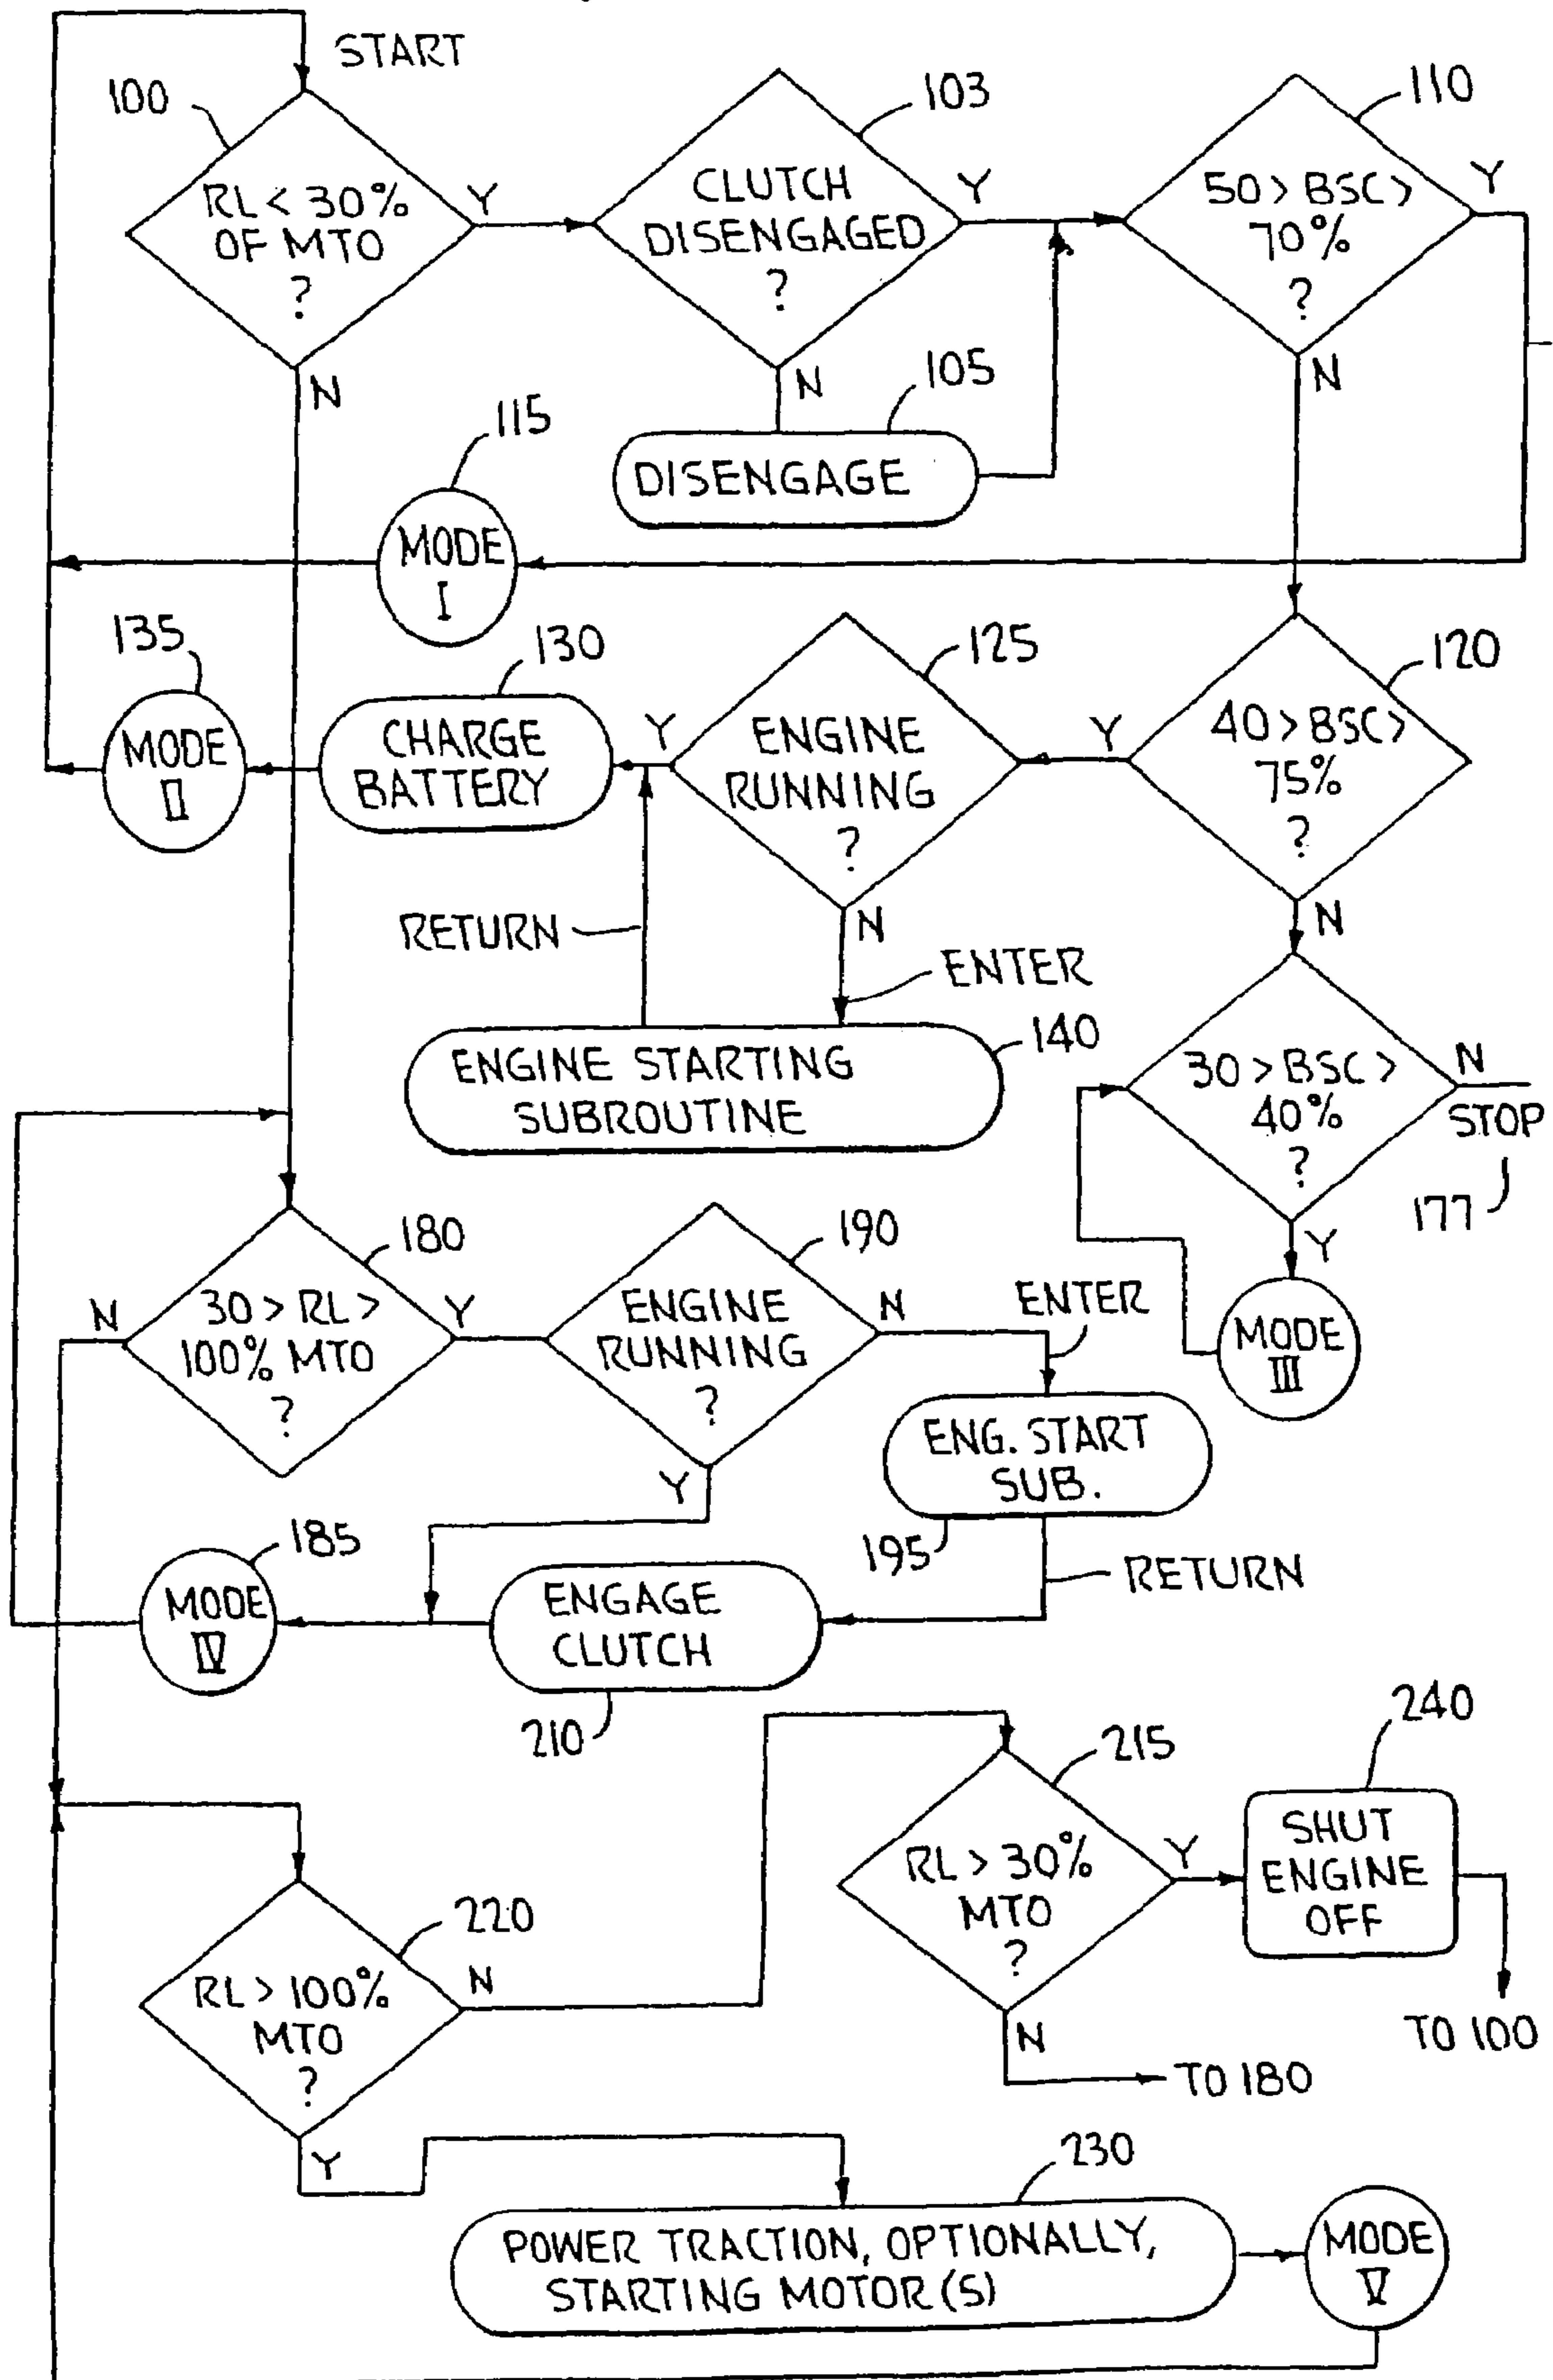 START
100
RL < 30%
OF MTO
?
Y
N
103
CLUTCH
DISENGAGED
?
Y
N
110
50 > BSC >
70%
?
Y
N
105
DISENGAGE
115
MODE
I
135
MODE
II
130
CHARGE
BATTERY
125
ENGINE
RUNNING
?
Y
N
120
40 > BSC >
75%
?
Y
N
RETURN
ENTER
140
ENGINE STARTING
SUBROUTINE
30 > BSC >
40%
?
N
STOP
177
Y
MODE
III
180
30 > RL >
100% MTO
?
N
Y
190
ENGINE
RUNNING
?
N
Y
ENTER
ENG. START
SUB.
195
RETURN
185
MODE
IV
ENGAGE
CLUTCH
210
215
RL > 30%
MTO
?
Y
N
TO 180
240
SHUT
ENGINE
OFF
TO 100
220
RL > 100%
MTO
?
N
Y
230
POWER TRACTION, OPTIONALLY,
STARTING MOTOR (S)
MODE
V